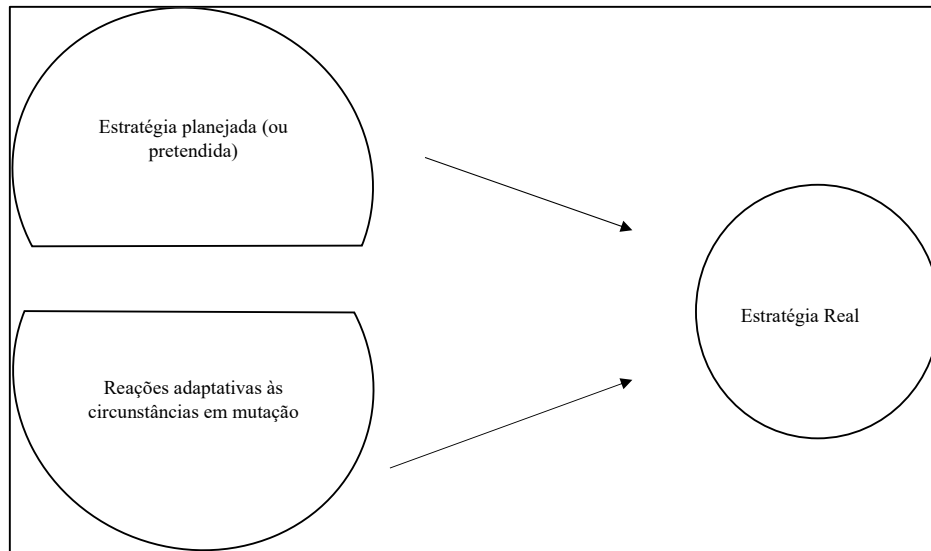 Estratégia planejada (ou
pretendida)
Estratégia Real
Reações adaptativas às
circunstâncias em mutação